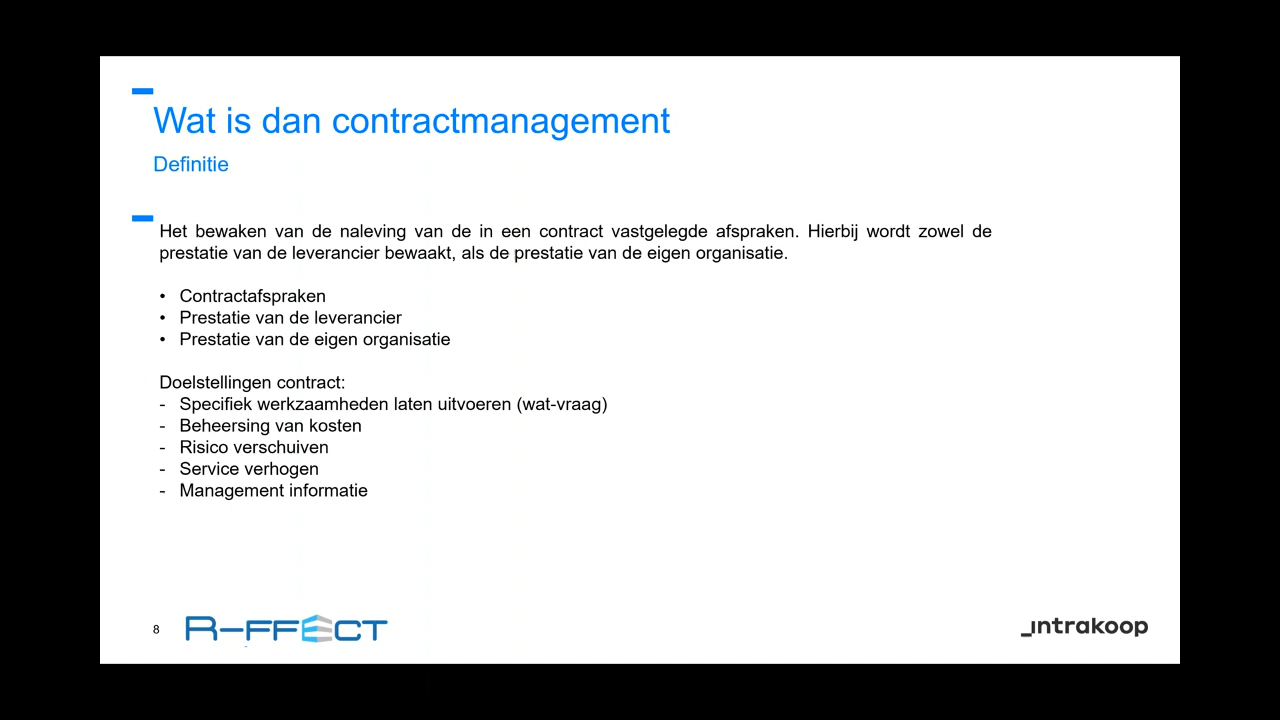 Wat is dan contractmanagement
Definitie
Het bewaken van de naleving van de in een contract vastgelegde afspraken. Hierbij wordt zowel de
prestatie van de leverancier bewaakt, als de prestatie van de eigen organisatie.
• Contractafspraken
• Prestatie van de leverancier
• Prestatie van de eigen organisatie
Doelstellingen contract:
- Specifiek werkzaamheden laten uitvoeren (wat-vraag)
- Beheersing van kosten
- Risico verschuiven
- Service verhogen
- Management informatie
8
R-FFECT
_intrakoop